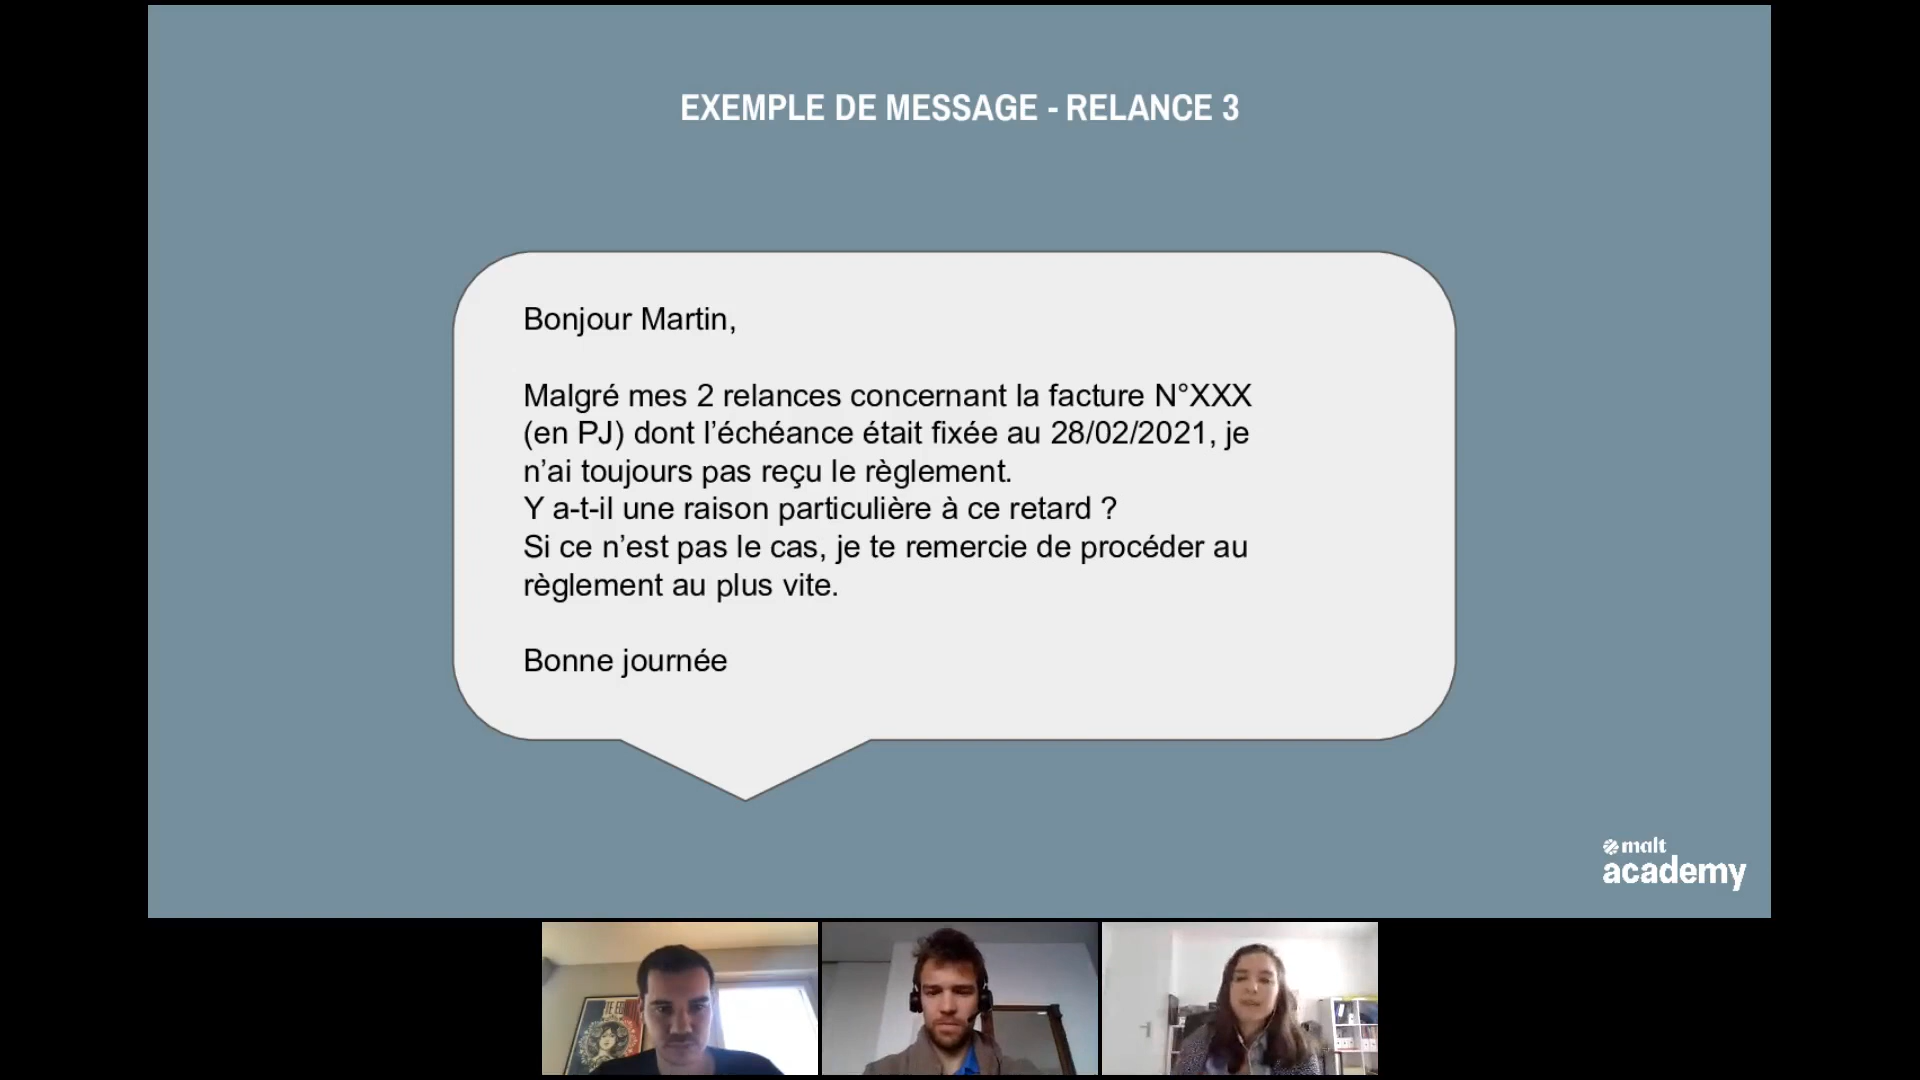 EXEMPLE DE MESSAGE - RELANCE 3
Bonjour Martin,
Malgré mes 2 relances concernant la facture N°XXX
(en PJ) dont l’échéance était fixée au 28/02/2021, je
n’ai toujours pas reçu le règlement.
Y a-t-il une raison particulière à ce retard ?
Si ce n’est pas le cas, je te remercie de procéder au
règlement au plus vite.
Bonne journée
malt
academy